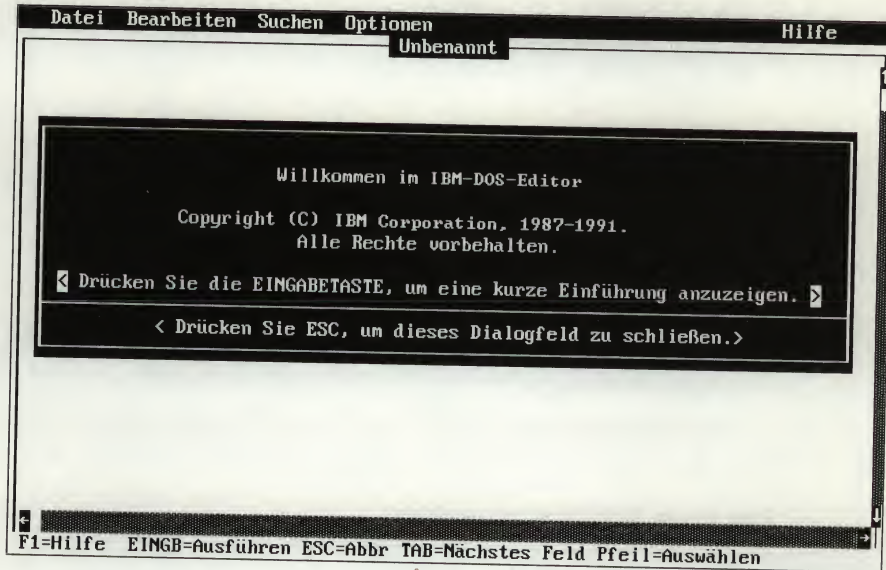 Datei Bearbeiten Suchen Optionen Hilfe
Unbenannt
Willkommen im IBM-DOS-Editor
Copyright (C) IBM Corporation, 1987-1991.
Alle Rechte vorbehalten.
< Drücken Sie die EINGABETASTE, um eine kurze Einführung anzuzeigen. >
< Drücken Sie ESC, um dieses Dialogfeld zu schließen.>
F1=Hilfe EINGB=Ausführen ESC=Abbr TAB=Nächstes Feld Pfeil=Auswählen